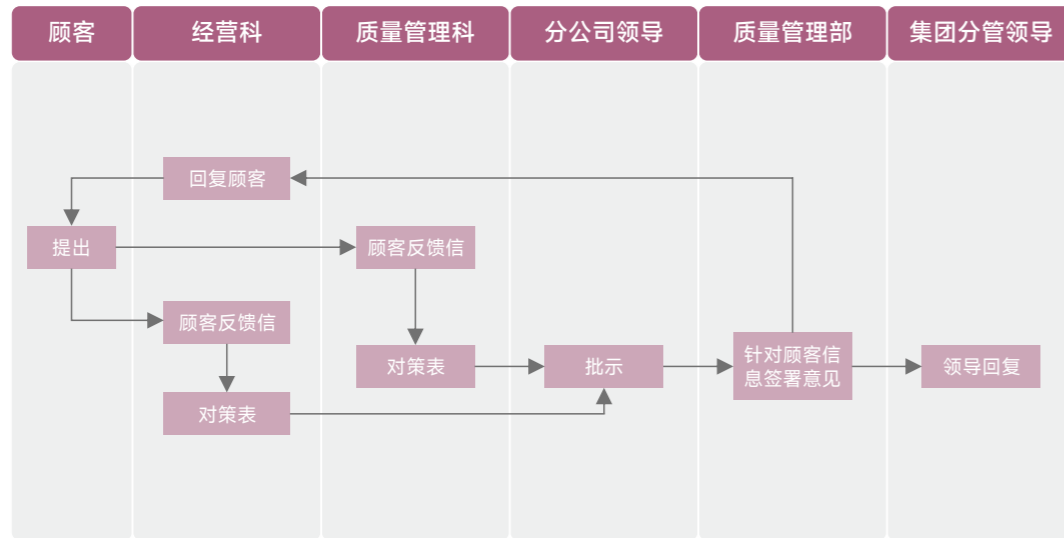 顾客
经营科
质量管理科
分公司领导
质量管理部
集团分管领导
回复顾客
提出
顾客反馈信
顾客反馈信
对策表
批示
针对顾客信
息签署意见
领导回复
对策表